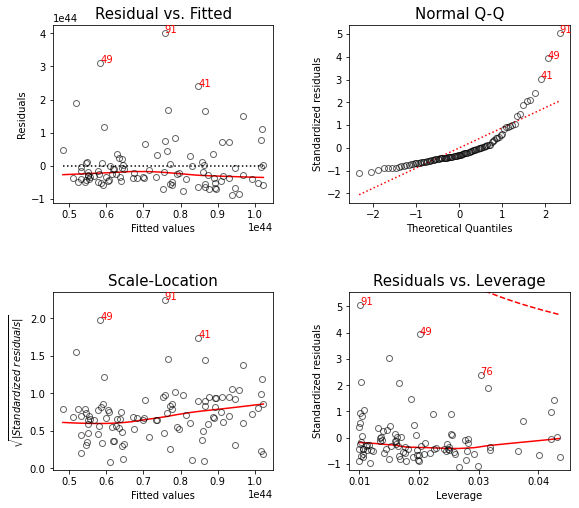 Residual vs. Fitted
1e44
4
3
2
1
0
−1
Residuals
91
49
41
0.5 0.6 0.7 0.8 0.9 1.0
1e44
Fitted values
Normal Q-Q
5
4
3
2
1
0
−1
−2
Standardized residuals
91
49
41
−2 −1 0 1 2
Theoretical Quantiles
Scale-Location
2.0
1.5
1.0
0.5
0.0
√|Standardized residuals|
91
49
41
0.5 0.6 0.7 0.8 0.9 1.0
1e44
Fitted values
Residuals vs. Leverage
5
4
3
2
1
0
−1
Standardized residuals
91
49
76
0.01 0.02 0.03 0.04
Leverage